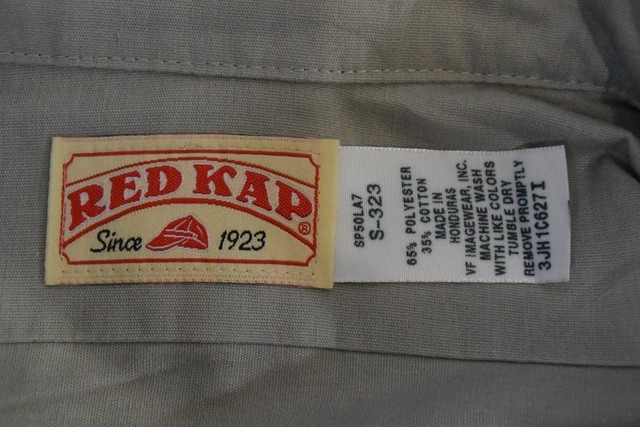 RED KAP®
Since 1923
SP50LA7
S-323
65% POLYESTER
35% COTTON
MADE IN
HONDURAS
VF IMAGEWEAR, INC.
MACHINE WASH
WITH LIKE COLORS
TUMBLE DRY
REMOVE PROMPTLY
3JH1C627I